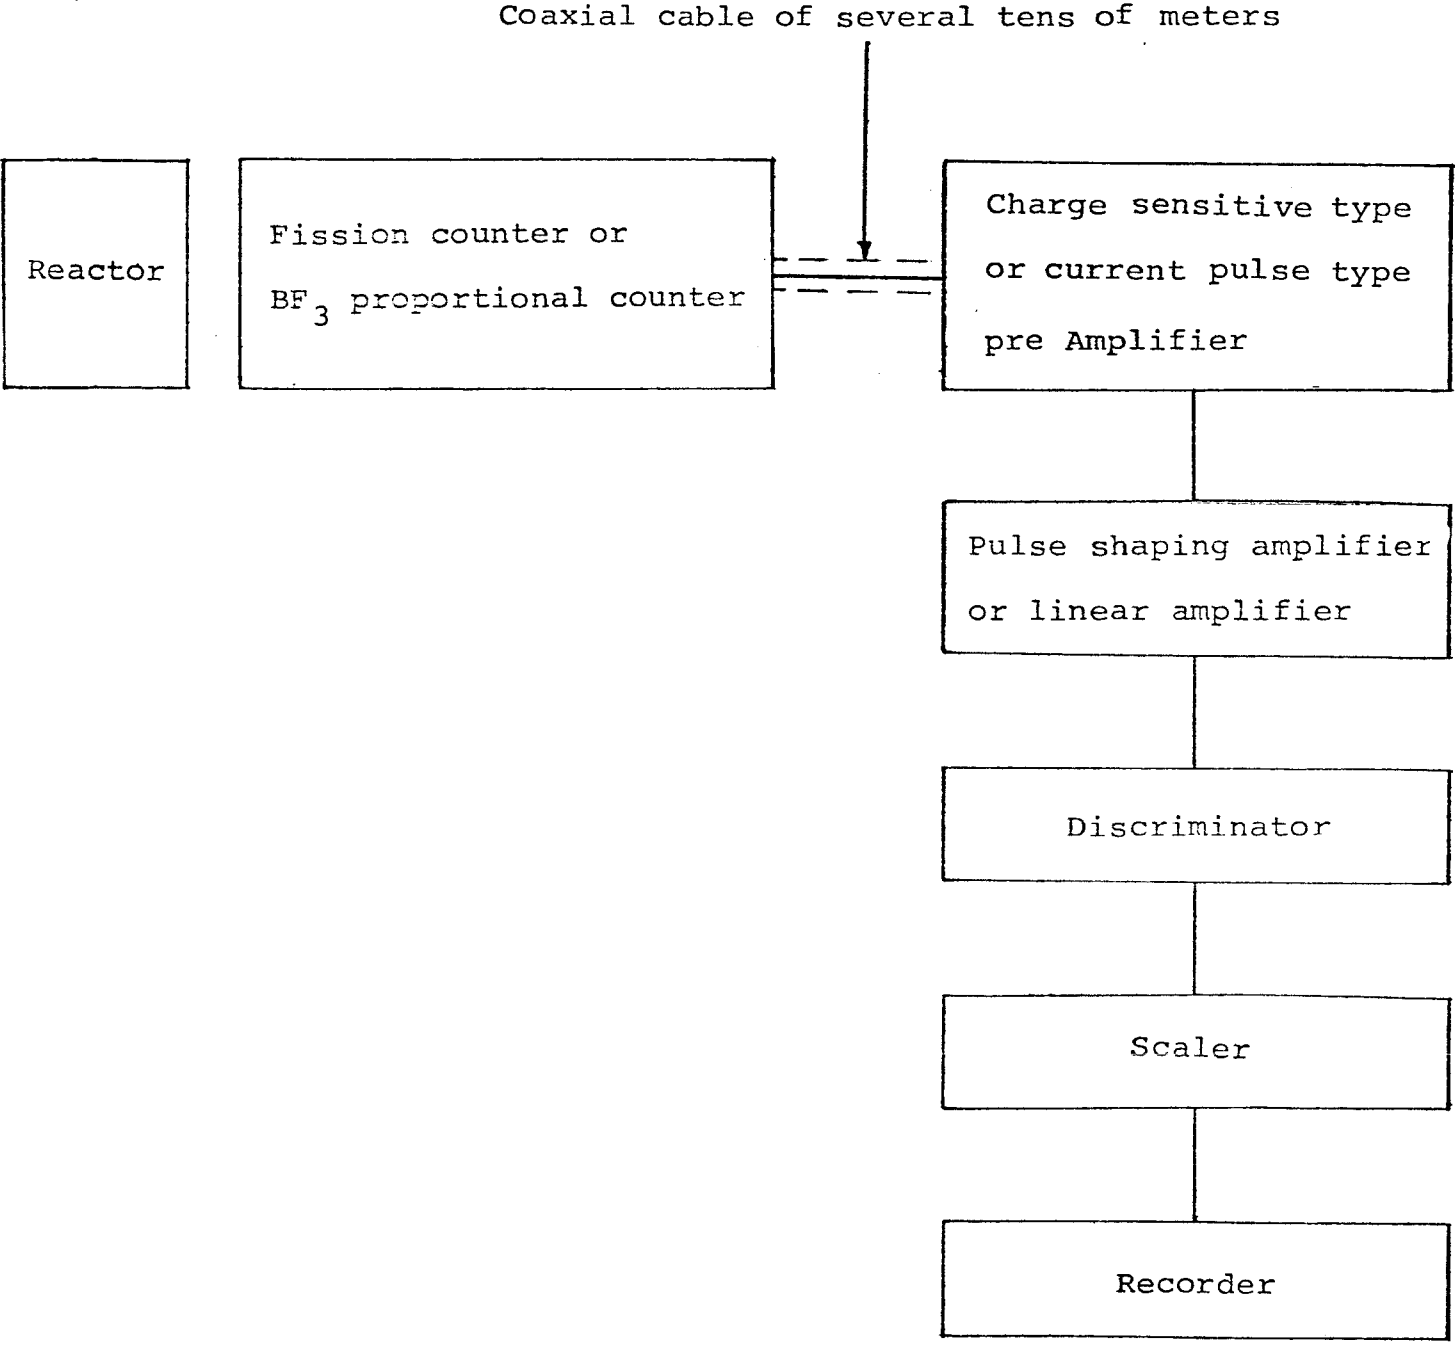 Coaxial cable of several tens of meters
Reactor
Fission counter or
BF3 proportional counter
Charge sensitive type
or current pulse type
pre Amplifier
Pulse shaping amplifier
or linear amplifier
Discriminator
Scaler
Recorder